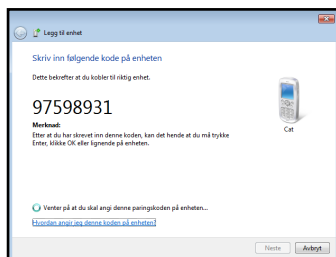 Legg til enhet
Skriv inn følgende kode på enheten
Dette bekrefter at du kobler til riktig enhet.
97598931
Merknad:
Etter at du har skrevet inn denne koden, kan det hende at du må trykke
Enter, klikke OK eller lignende på enheten.
Cat
Venter på at du skal angi denne paringskoden på enheten...
Hvordan angir jeg denne koden på enheten?
Neste
Avbryt